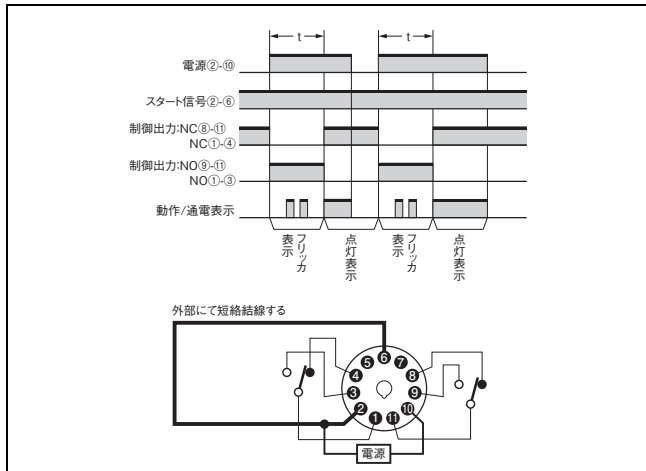 t
t
電源②-⑩
スタート信号②-⑥
制御出力:NC⑧-⑪
NC①-④
制御出力:NO⑨-⑪
NO①-③
動作/通電表示
フリッカ
表示
点灯表示
フリッカ
表示
点灯表示
外部にて短絡結線する
5
6
7
4
8
3
9
2
10
1
11
電源